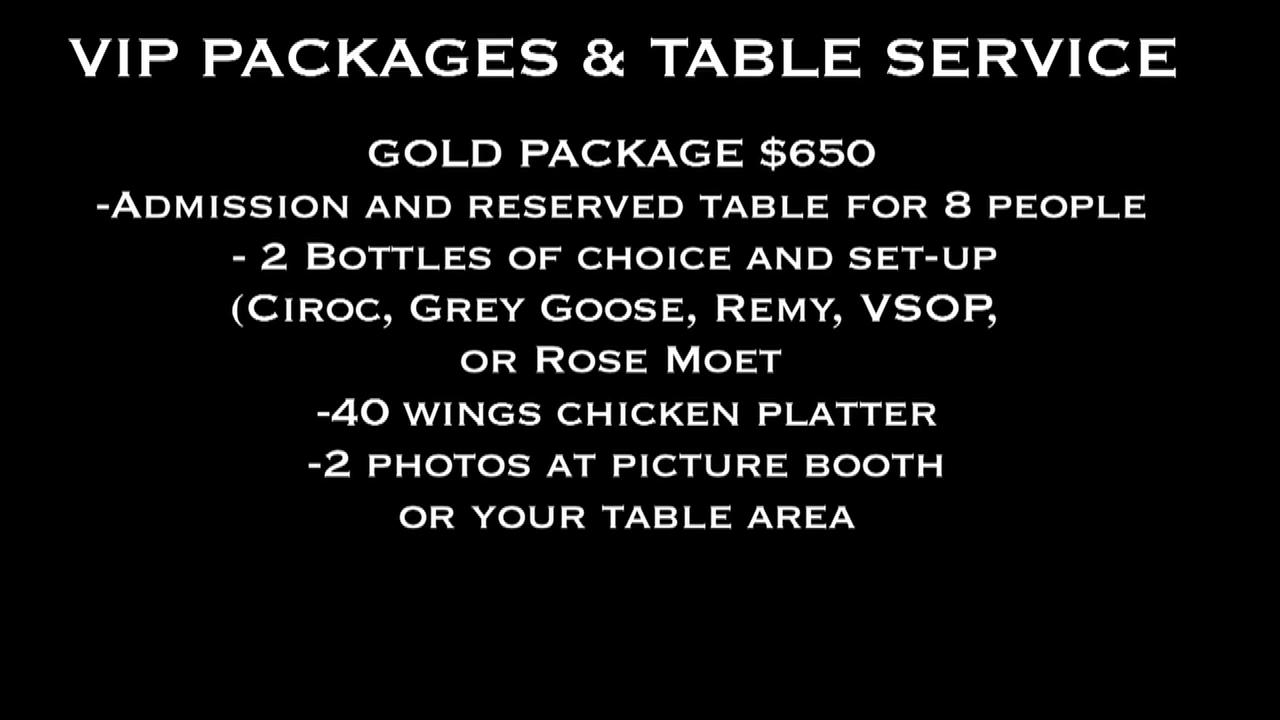 VIP PACKAGES & TABLE SERVICE
GOLD PACKAGE $650
-ADMISSION AND RESERVED TABLE FOR 8 PEOPLE
- 2 BOTTLES OF CHOICE AND SET-UP
(CIROC, GREY GOOSE, REMY, VSOP,
OR ROSE MOET
-40 WINGS CHICKEN PLATTER
-2 PHOTOS AT PICTURE BOOTH
OR YOUR TABLE AREA